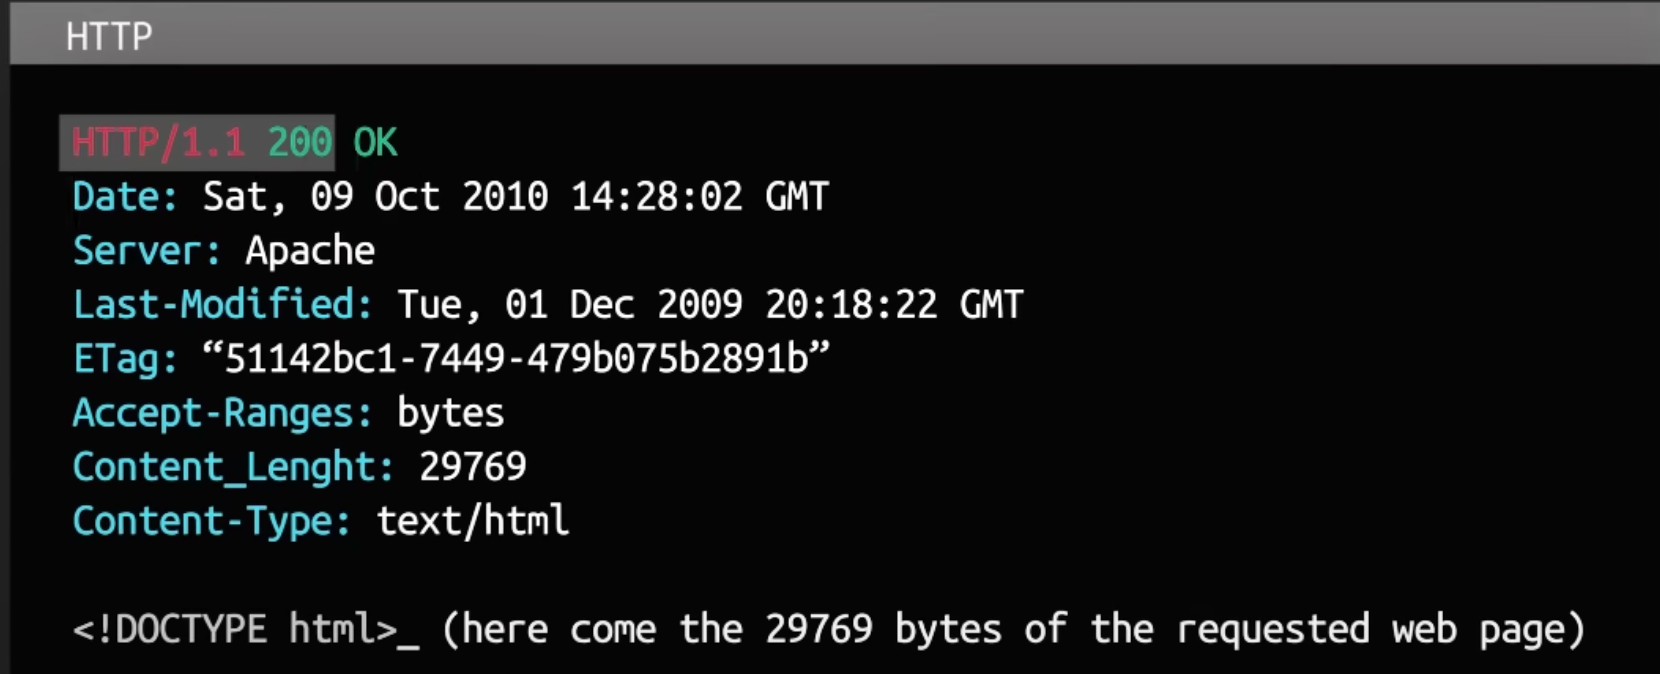 HTTP
HTTP/1.1 200 OK
Date: Sat, 09 Oct 2010 14:28:02 GMT
Server: Apache
Last-Modified: Tue, 01 Dec 2009 20:18:22 GMT
ETag: “51142bc1-7449-479b075b2891b”
Accept-Ranges: bytes
Content_Lenght: 29769
Content-Type: text/html
<!DOCTYPE html>_ (here come the 29769 bytes of the requested web page)